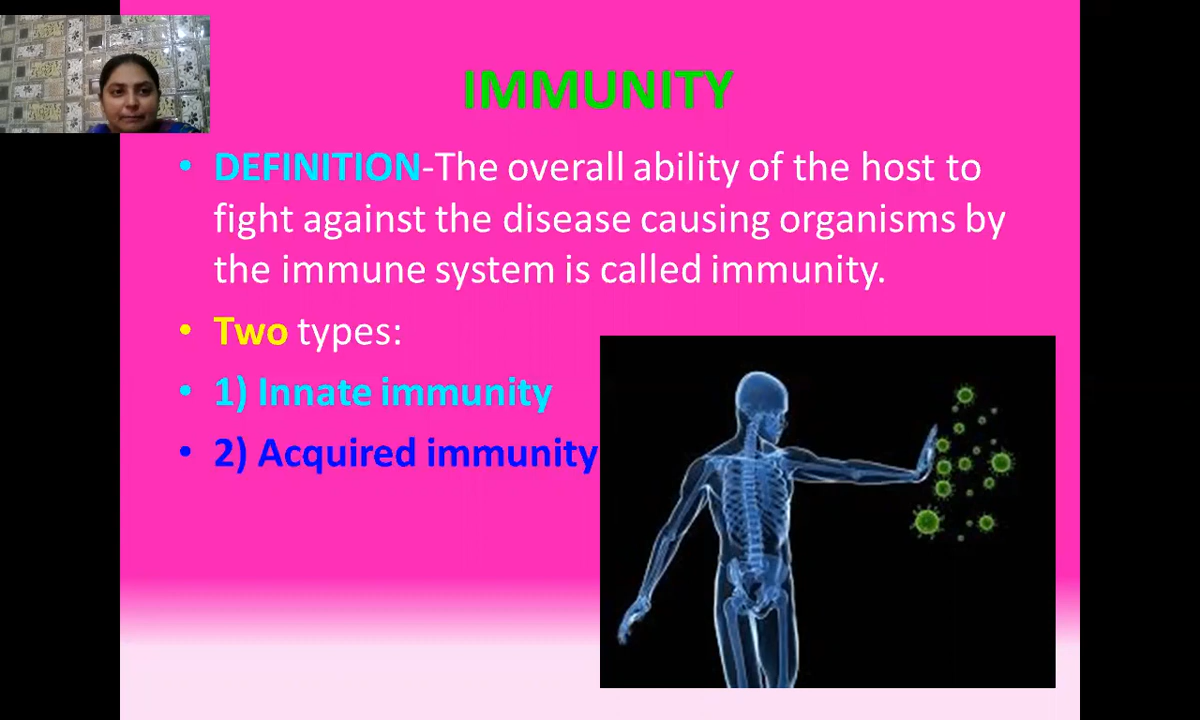 IMMUNITY
• DEFINITION-The overall ability of the host to
fight against the disease causing organisms by
the immune system is called immunity.
• Two types:
• 1) Innate immunity
• 2) Acquired immunity